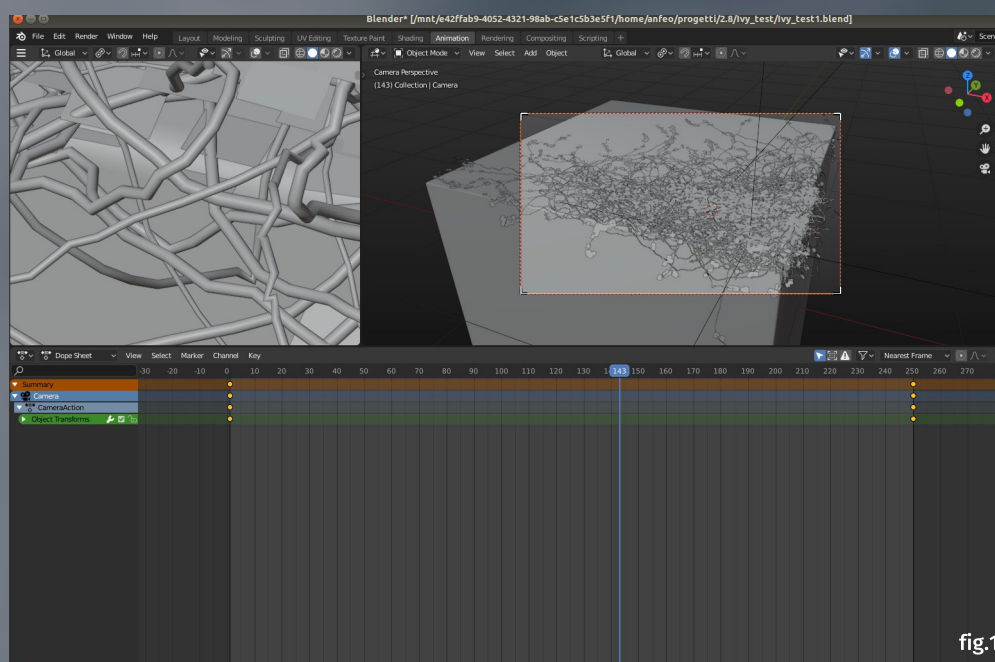 Blender* [/mnt/e42ffab9-4052-4321-98ab-c5e1c5b3e5f1/home/anfeo/progetti/2.8/Ivy_test/Ivy_test1.blend]
File Edit Render Window Help Layout Modeling Sculpting UV Editing Texture Paint Shading Animation Rendering Compositing Scripting + Scen
Global Object Mode View Select Add Object Global
Camera Perspective
(143) Collection | Camera
Z
Y
X
Dope Sheet View Select Marker Channel Key Nearest Frame
-30 -20 -10 0 10 20 30 40 50 60 70 80 90 100 110 120 130 143 150 160 170 180 190 200 210 220 230 240 250 260 270
Summary
Camera
CameraAction
Object Transforms
fig.1